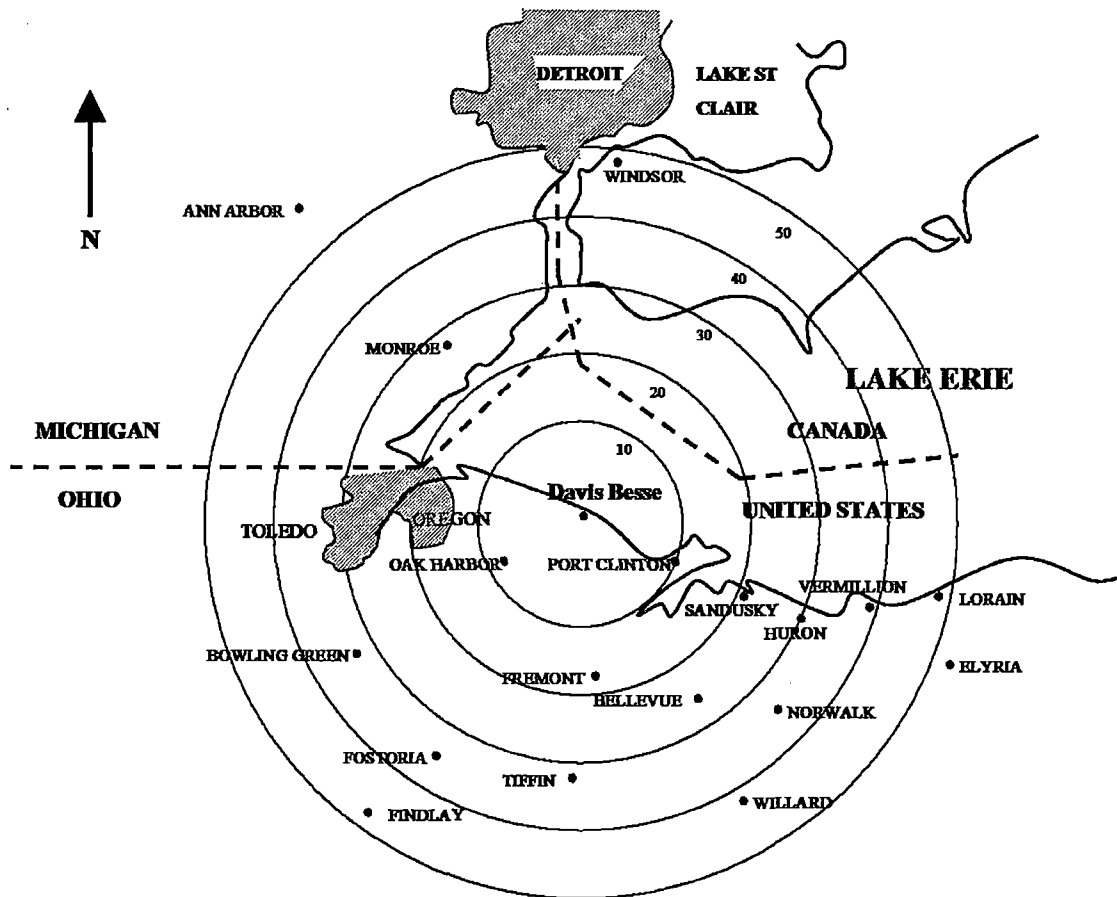 DETROIT
LAKE ST
CLAIR
WINDSOR
ANN ARBOR
N
50
40
30
MONROE
20
LAKE ERIE
MICHIGAN
CANADA
10
OHIO
Davis Besse
UNITED STATES
TOLEDO
OREGON
OAK HARBOR
PORT CLINTON
VERMILLION
SANDUSKY
LORAIN
HURON
BOWLING GREEN
ELYRIA
FREMONT
BELLEVUE
NORWALK
FOSTORIA
TIFFIN
WILLARD
FINDLAY